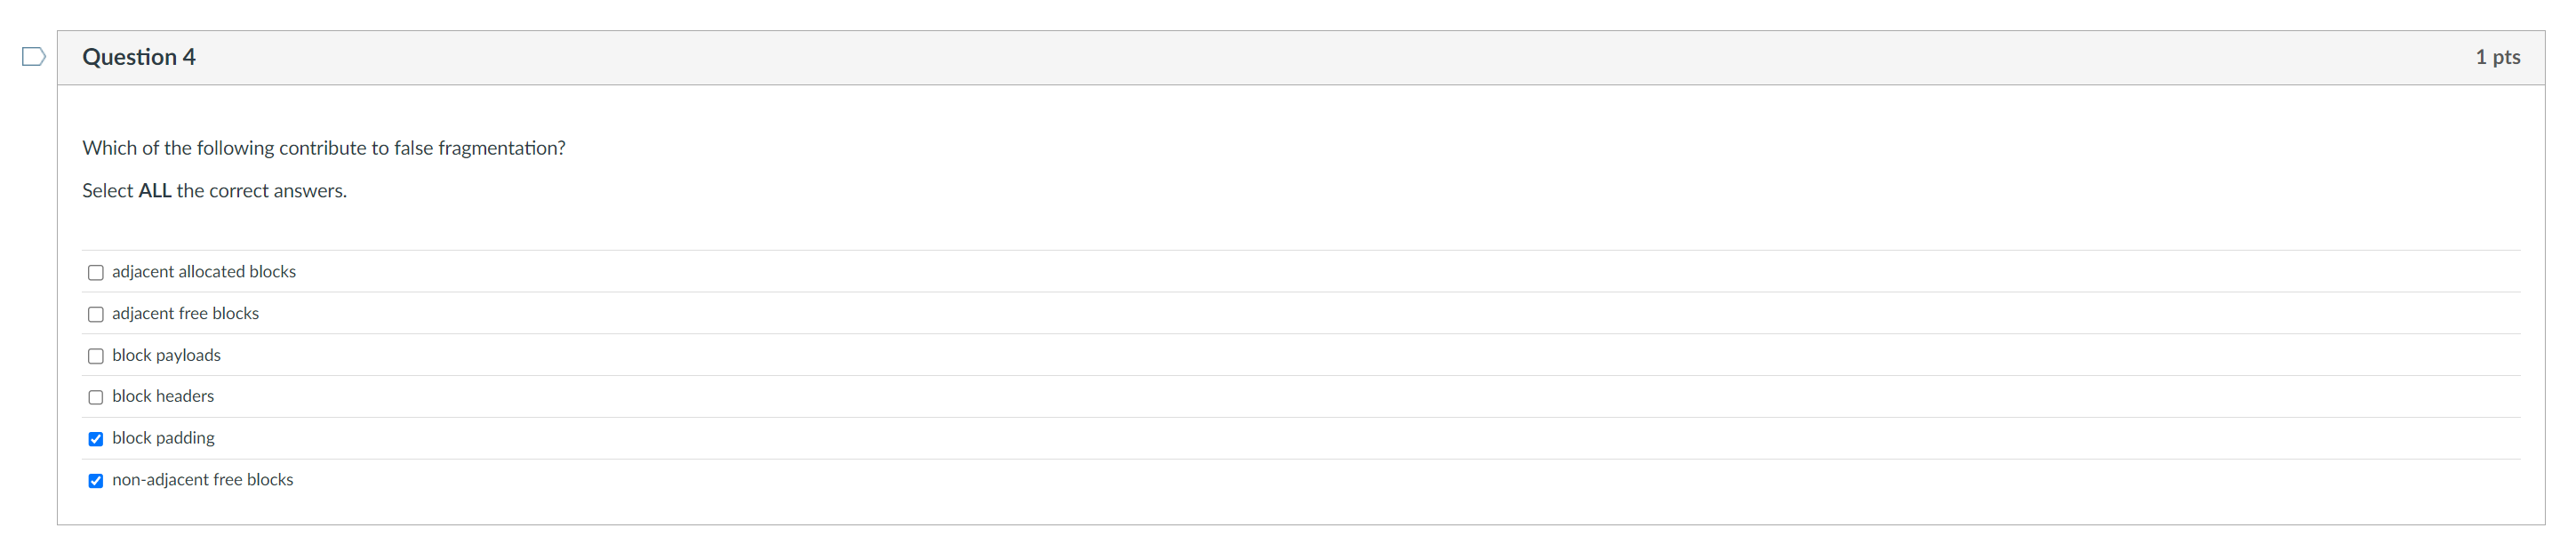 Question 4
1 pts
Which of the following contribute to false fragmentation?
Select ALL the correct answers.
adjacent allocated blocks
adjacent free blocks
block payloads
block headers
block padding
non-adjacent free blocks